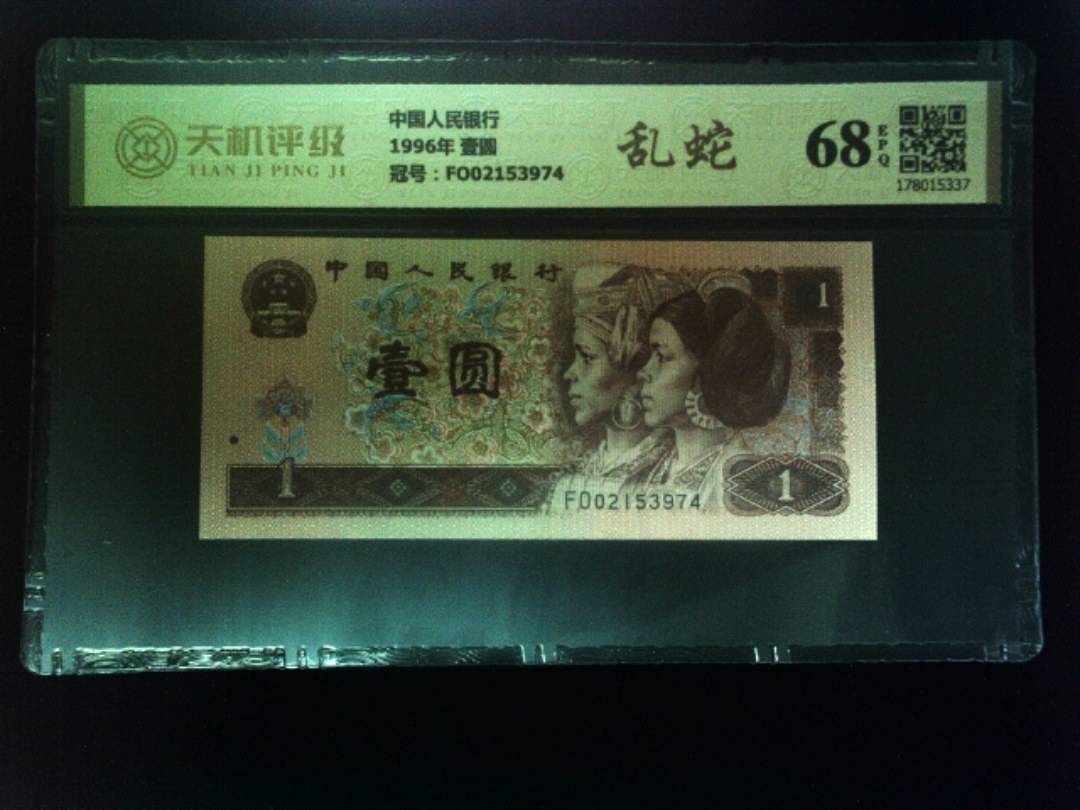 天机评级
TIAN JI PING JI
中国人民银行
1996年 壹圆
冠号：FO02153974
乱蛇
68
EPQ
178015337
中国人民银行
1
壹圆
1
FO02153974
1